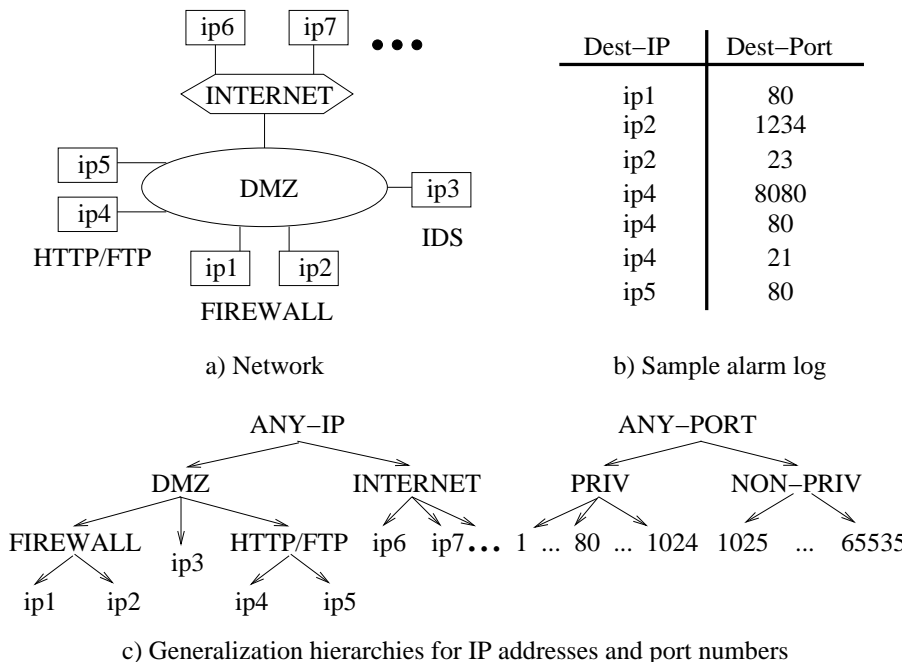 ip6 ip7
INTERNET
ip5
DMZ
ip3
ip4
IDS
HTTP/FTP
ip1 ip2
FIREWALL
a) Network
Dest–IP Dest–Port
ip1 80
ip2 1234
ip2 23
ip4 8080
ip4 80
ip4 21
ip5 80
b) Sample alarm log
ANY–IP ANY–PORT
DMZ INTERNET PRIV NON–PRIV
FIREWALL ip3 HTTP/FTP ip6 ip7 ... 1 ... 80 ... 1024 1025 ... 65535
ip1 ip2 ip4 ip5
c) Generalization hierarchies for IP addresses and port numbers